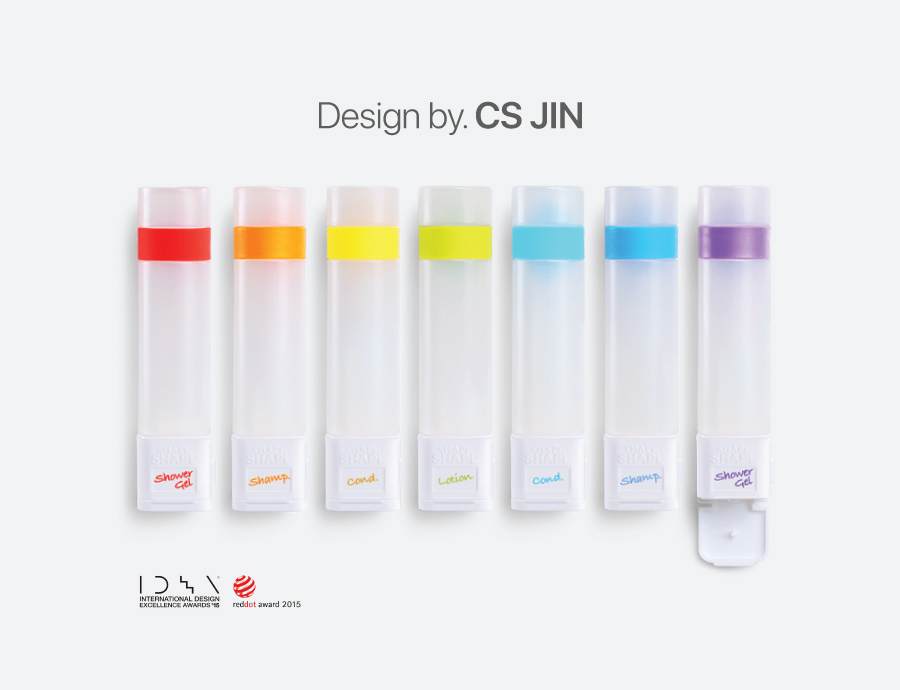 Design by. CS JIN
Shower
Gel
Shamp.
Cond.
Lotion
Cond.
Shamp.
Shower
Gel
IDEA
INTERNATIONAL DESIGN
EXCELLENCE AWARDS '15
reddot award 2015